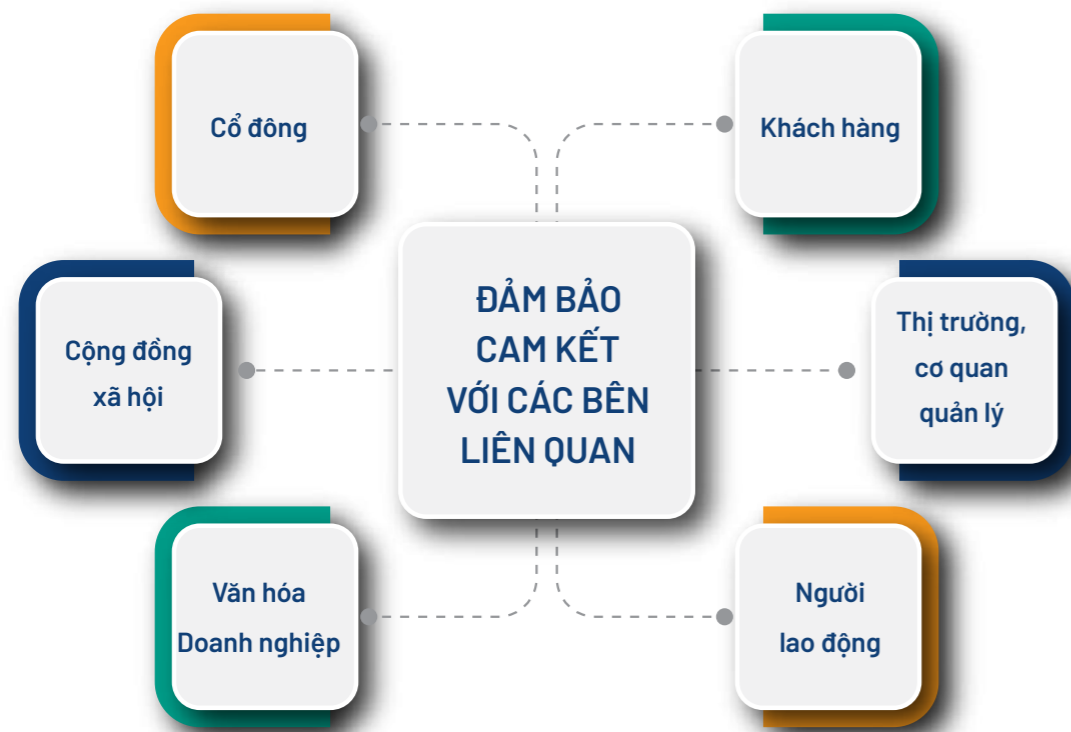 Cổ đông
Khách hàng
ĐẢM BẢO
CAM KẾT
VỚI CÁC BÊN
LIÊN QUAN
Cộng đồng
xã hội
Thị trường,
cơ quan
quản lý
Văn hóa
Doanh nghiệp
Người
lao động